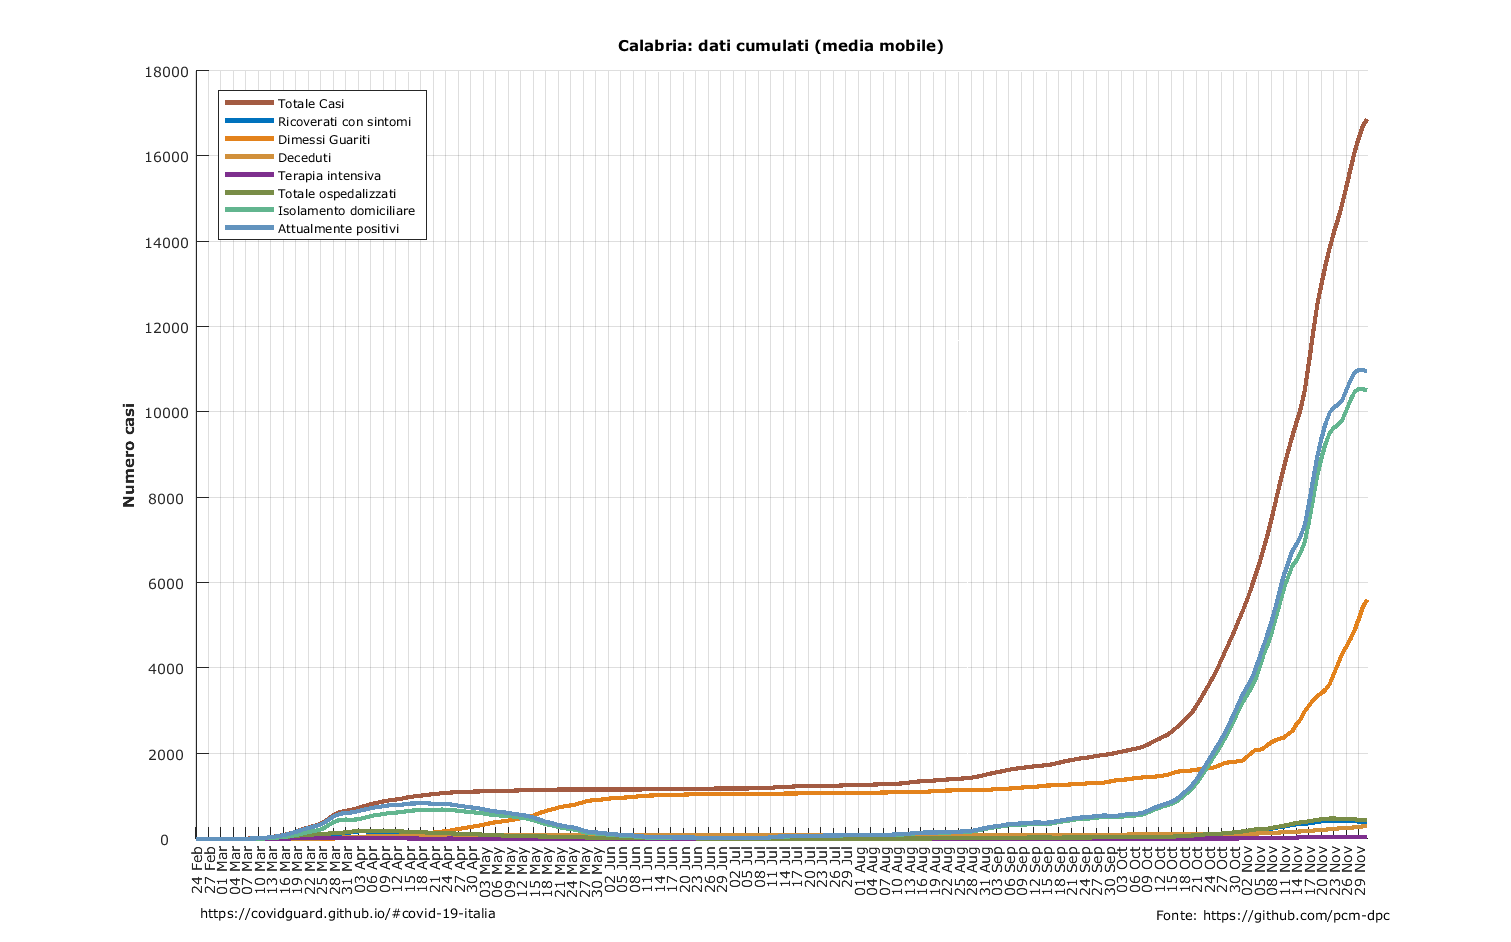 Calabria: dati cumulati (media mobile)
18000
16000
14000
12000
10000
8000
6000
4000
2000
0
Numero casi
Totale Casi
Ricoverati con sintomi
Dimessi Guariti
Deceduti
Terapia intensiva
Totale ospedalizzati
Isolamento domiciliare
Attualmente positivi
24 Feb
27 Feb
01 Mar
04 Mar
07 Mar
10 Mar
13 Mar
16 Mar
19 Mar
22 Mar
25 Mar
28 Mar
31 Mar
03 Apr
06 Apr
09 Apr
12 Apr
15 Apr
18 Apr
21 Apr
24 Apr
27 Apr
30 Apr
03 May
06 May
09 May
12 May
15 May
18 May
21 May
24 May
27 May
30 May
02 Jun
05 Jun
08 Jun
11 Jun
14 Jun
17 Jun
20 Jun
23 Jun
26 Jun
29 Jun
02 Jul
05 Jul
08 Jul
11 Jul
14 Jul
17 Jul
20 Jul
23 Jul
26 Jul
29 Jul
01 Aug
04 Aug
07 Aug
10 Aug
13 Aug
16 Aug
19 Aug
22 Aug
25 Aug
28 Aug
31 Aug
03 Sep
06 Sep
09 Sep
12 Sep
15 Sep
18 Sep
21 Sep
24 Sep
27 Sep
30 Sep
03 Oct
06 Oct
09 Oct
12 Oct
15 Oct
18 Oct
21 Oct
24 Oct
27 Oct
30 Oct
02 Nov
05 Nov
08 Nov
11 Nov
14 Nov
17 Nov
20 Nov
23 Nov
26 Nov
29 Nov
https://covidguard.github.io/#covid-19-italia
Fonte: https://github.com/pcm-dpc